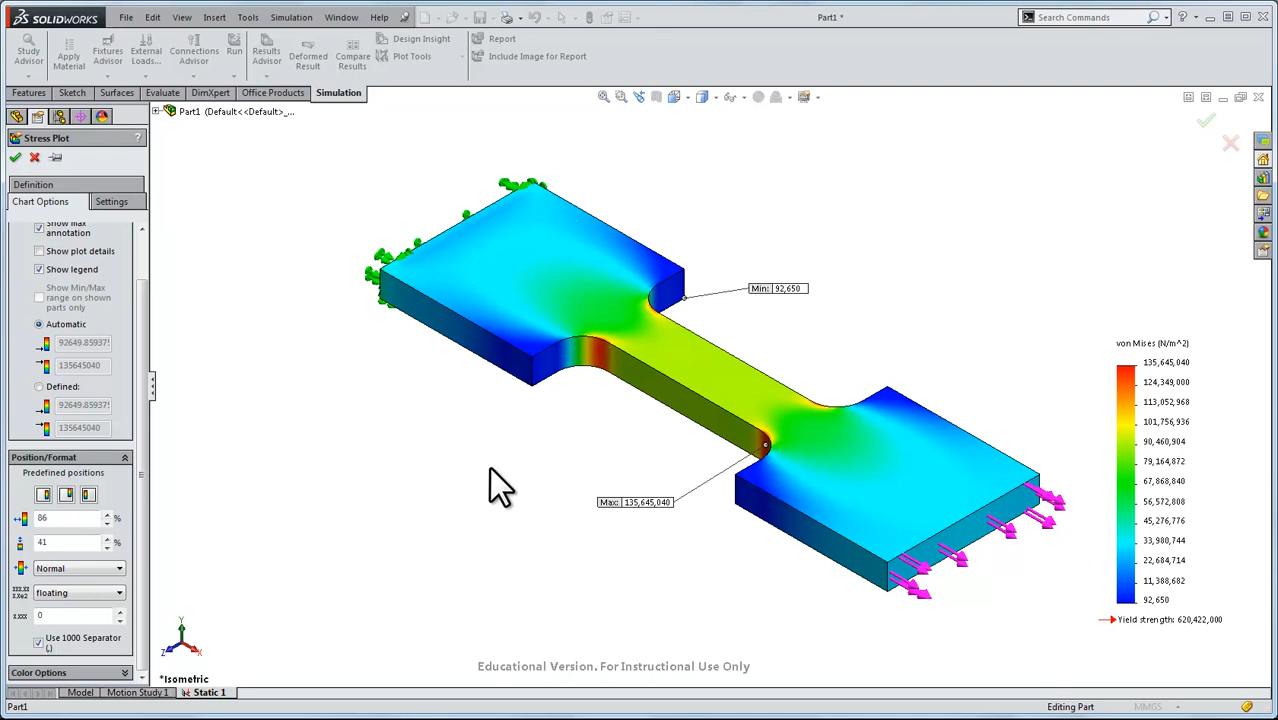 SOLIDWORKS File Edit View Insert Tools Simulation Window Help Part1 * Search Commands
Study Advisor
Apply Material
Fixtures Advisor
External Loads...
Connections Advisor
Run
Results Advisor
Deformed Result
Compare Results
Design Insight
Plot Tools
Report
Include Image for Report
Features Sketch Surfaces Evaluate DimXpert Office Products Simulation
Part1 (Default<<Default>_...
Stress Plot ?
Definition
Chart Options Settings
Show max annotation
Show plot details
Show legend
Show Min/Max range on shown parts only
Automatic
92649.859375
135645040
Defined:
92649.859375
135645040
Position/Format
Predefined positions
86 %
41 %
Normal
xxx.xx x.xe2 floating
x.xxx 0
Use 1000 Separator (,)
Color Options
Min: 92,650
Max: 135,645,040
von Mises (N/m^2)
135,645,040
124,349,000
113,052,968
101,756,936
90,460,904
79,164,872
67,868,840
56,572,808
45,276,776
33,980,744
22,684,714
11,388,682
92,650
Yield strength: 620,422,000
Y
Z X
*Isometric
Educational Version. For Instructional Use Only
Model Motion Study 1 Static 1
Part1 Editing Part MMGS